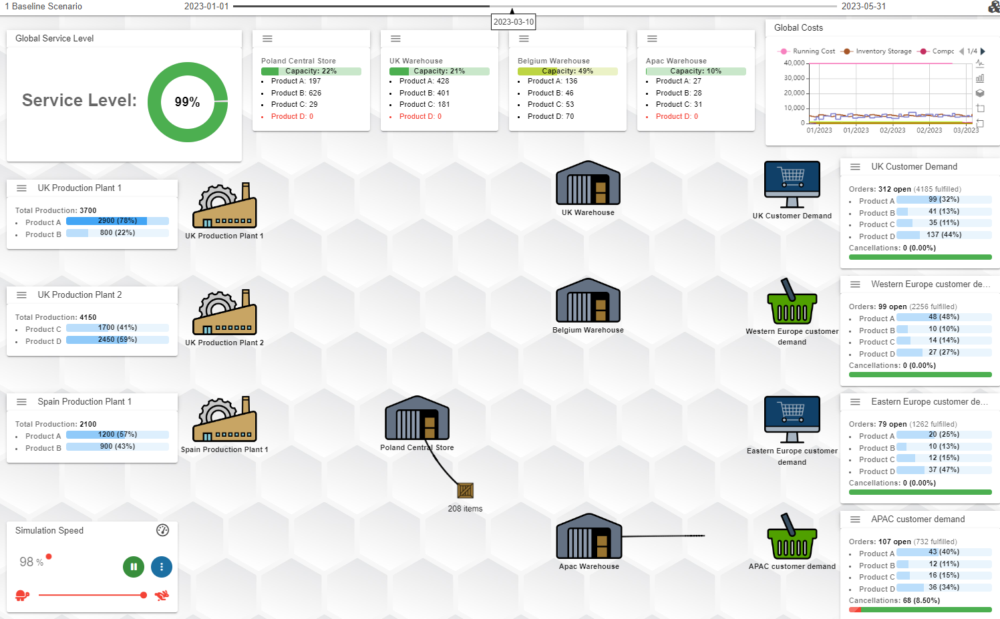 1 Baseline Scenario
2023-01-01
2023-05-31
2023-03-10
Global Service Level
Service Level:
99%
Poland Central Store
Capacity: 22%
Product A: 197
Product B: 626
Product C: 29
Product D: 0
UK Warehouse
Capacity: 21%
Product A: 428
Product B: 401
Product C: 181
Product D: 0
Belgium Warehouse
Capacity: 49%
Product A: 136
Product B: 46
Product C: 53
Product D: 70
Apac Warehouse
Capacity: 10%
Product A: 27
Product B: 28
Product C: 31
Product D: 0
Global Costs
Running Cost
Inventory Storage
Compc
1/4
40,000
30,000
20,000
10,000
0
01/2023
01/2023
02/2023
02/2023
03/2023
UK Production Plant 1
Total Production: 3700
Product A 2900 (78%)
Product B 800 (22%)
UK Production Plant 1
UK Warehouse
UK Customer Demand
UK Customer Demand
Orders: 312 open (4185 fulfilled)
Product A 99 (32%)
Product B 41 (13%)
Product C 35 (11%)
Product D 137 (44%)
Cancellations: 0 (0.00%)
UK Production Plant 2
Total Production: 4150
Product C 1700 (41%)
Product D 2450 (59%)
UK Production Plant 2
Belgium Warehouse
Western Europe customer
demand
Western Europe customer de...
Orders: 99 open (2256 fulfilled)
Product A 48 (48%)
Product B 10 (10%)
Product C 14 (14%)
Product D 27 (27%)
Cancellations: 0 (0.00%)
Spain Production Plant 1
Total Production: 2100
Product A 1200 (57%)
Product B 900 (43%)
Spain Production Plant 1
Poland Central Store
208 items
Eastern Europe customer
demand
Eastern Europe customer de...
Orders: 79 open (1262 fulfilled)
Product A 20 (25%)
Product B 10 (13%)
Product C 12 (15%)
Product D 37 (47%)
Cancellations: 0 (0.00%)
Simulation Speed
98 %
Apac Warehouse
APAC customer demand
APAC customer demand
Orders: 107 open (732 fulfilled)
Product A 43 (40%)
Product B 12 (11%)
Product C 16 (15%)
Product D 36 (34%)
Cancellations: 68 (8.50%)